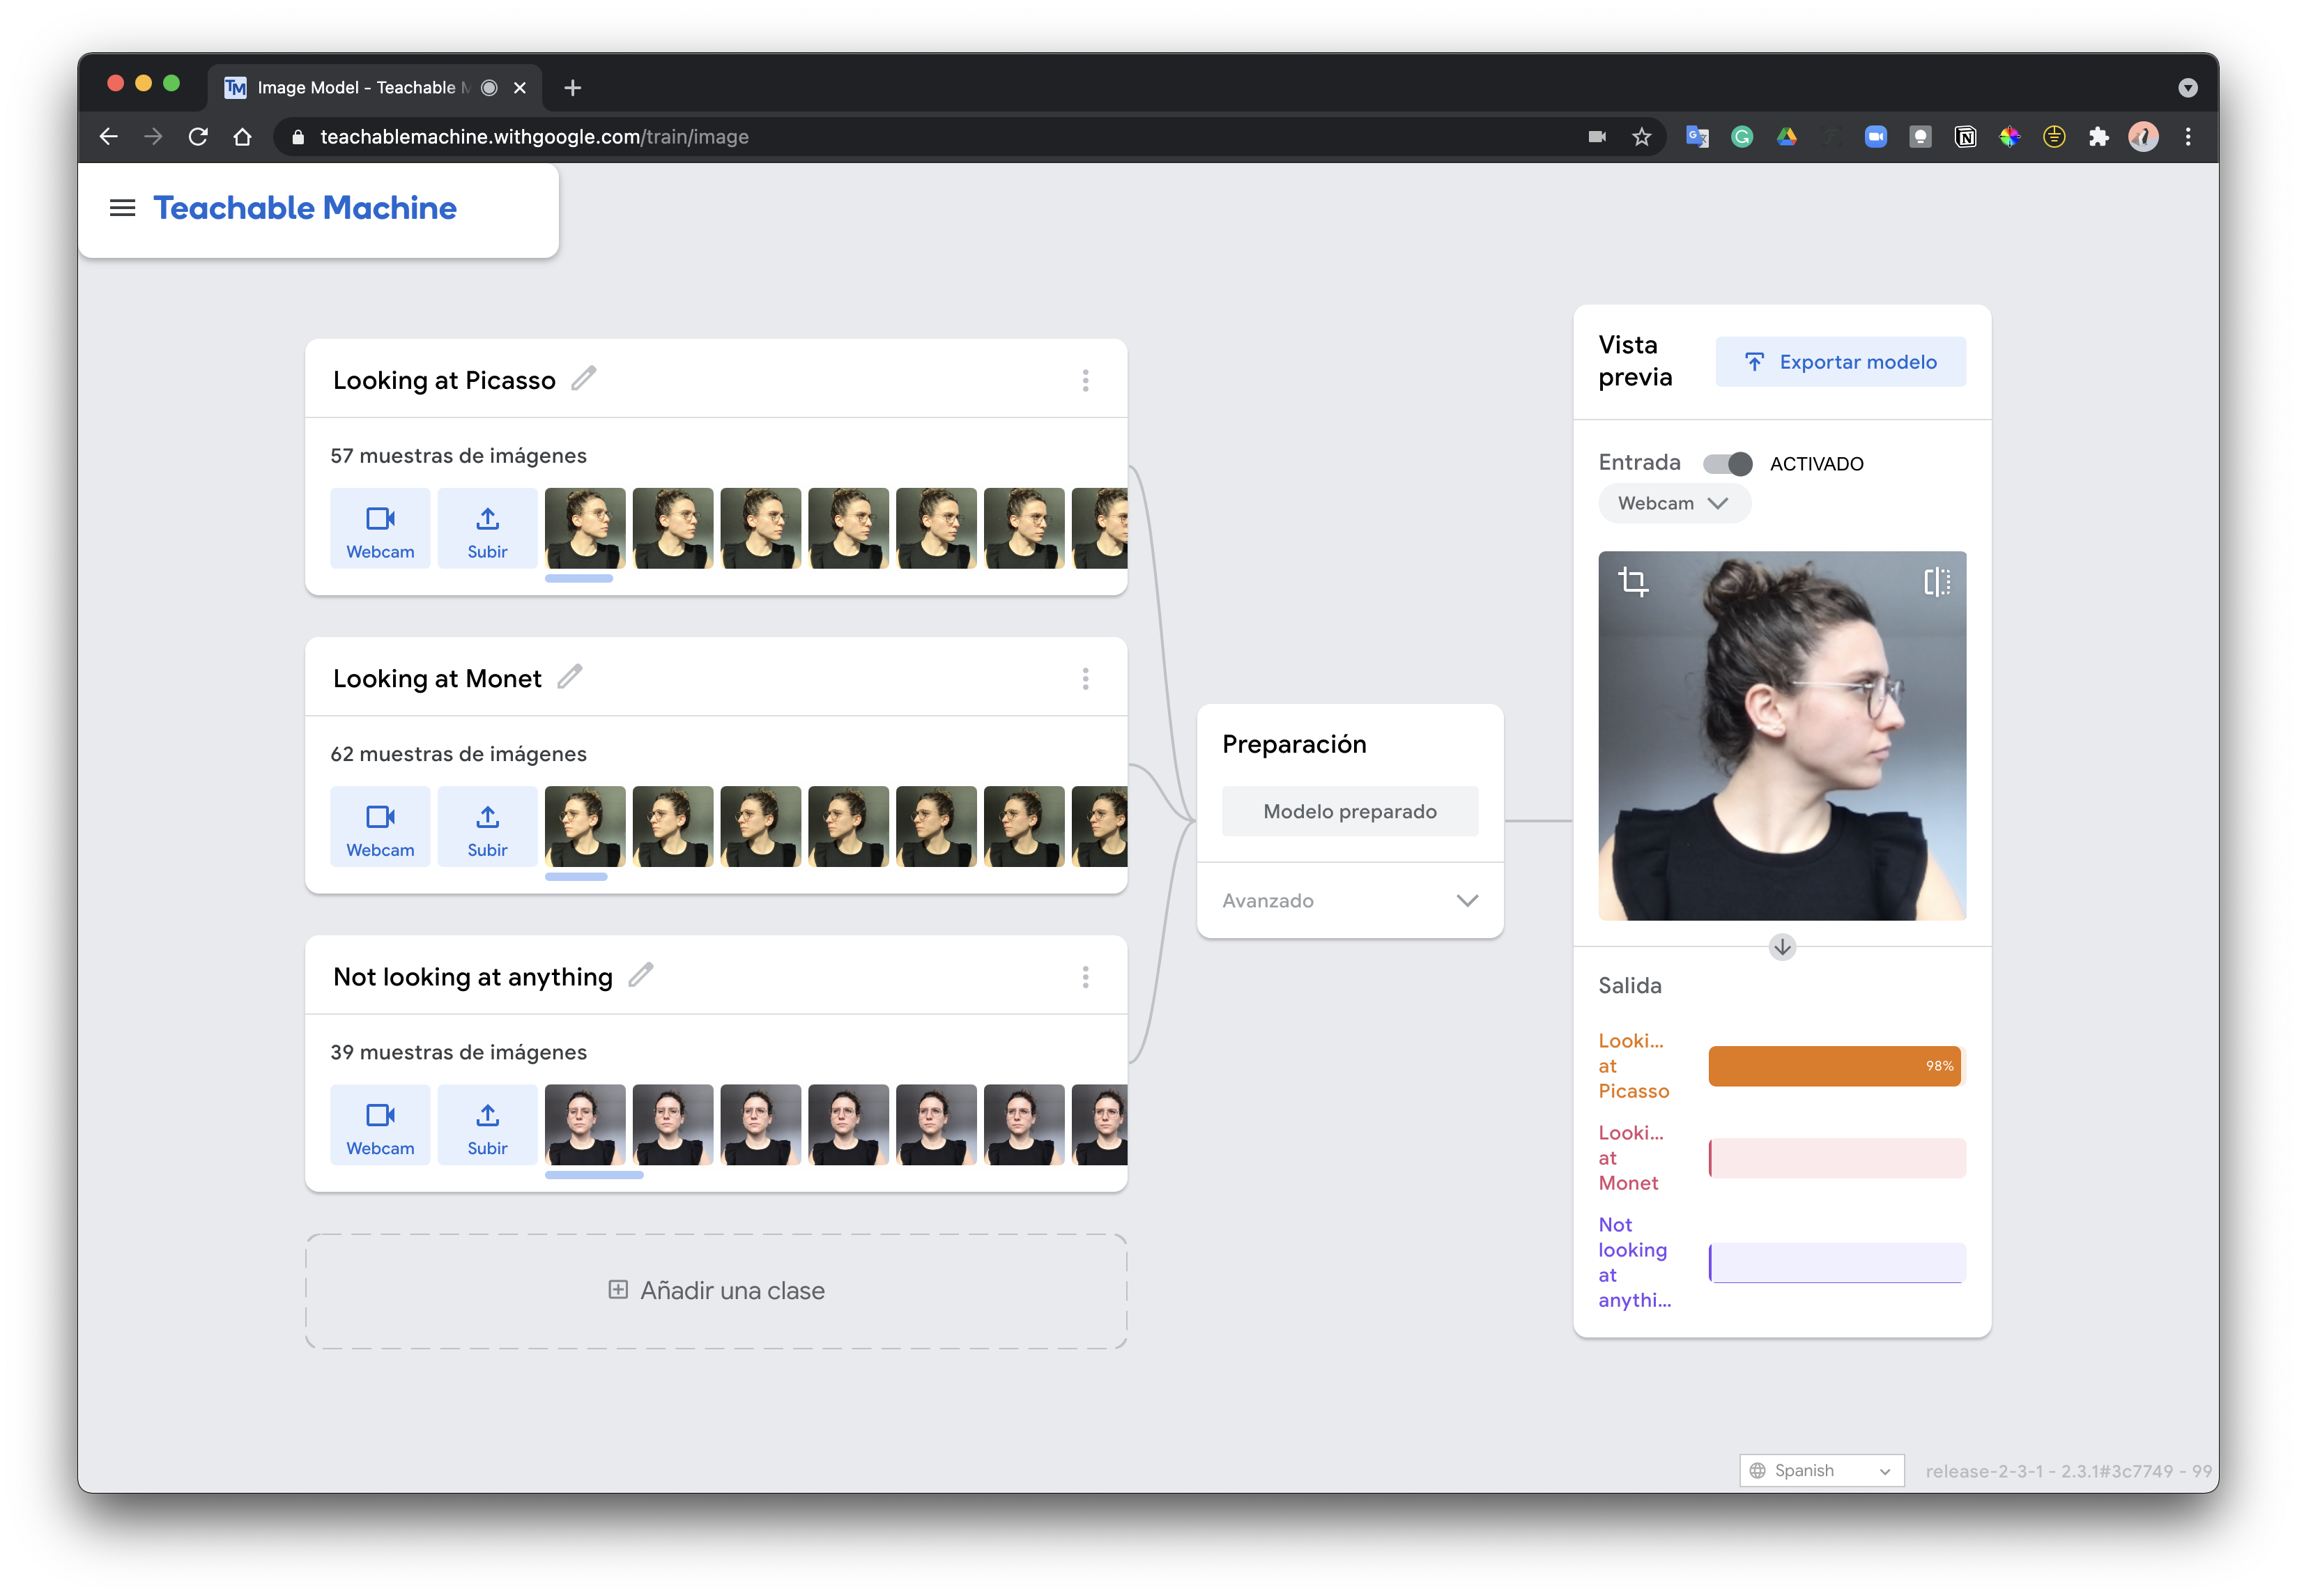 Image Model - Teachable M
teachablemachine.withgoogle.com/train/image
Teachable Machine
Looking at Picasso
57 muestras de imágenes
Webcam
Subir
Looking at Monet
62 muestras de imágenes
Webcam
Subir
Not looking at anything
39 muestras de imágenes
Webcam
Subir
Añadir una clase
Preparación
Modelo preparado
Avanzado
Vista
previa
Exportar modelo
Entrada
ACTIVADO
Webcam
Salida
Looki...
at
Picasso
98%
Looki...
at
Monet
Not
looking
at
anythi...
Spanish
release-2-3-1 - 2.3.1#3c7749 - 99